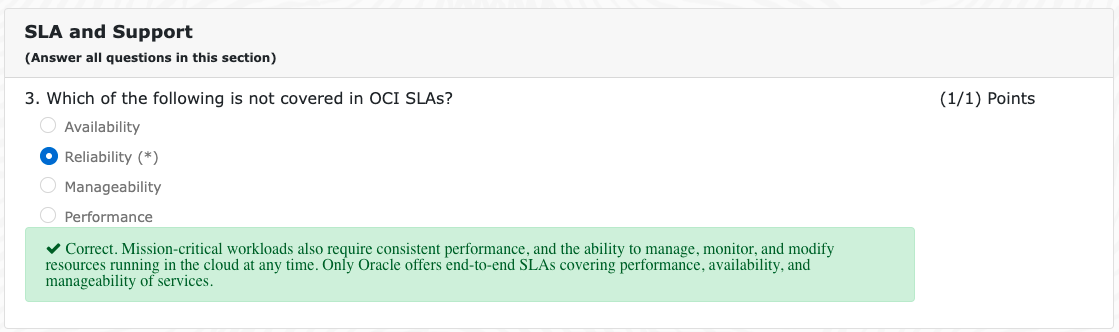 SLA and Support
(Answer all questions in this section)
3. Which of the following is not covered in OCI SLAs? (1/1) Points
Availability
Reliability (*)
Manageability
Performance
Correct. Mission-critical workloads also require consistent performance, and the ability to manage, monitor, and modify
resources running in the cloud at any time. Only Oracle offers end-to-end SLAs covering performance, availability, and
manageability of services.